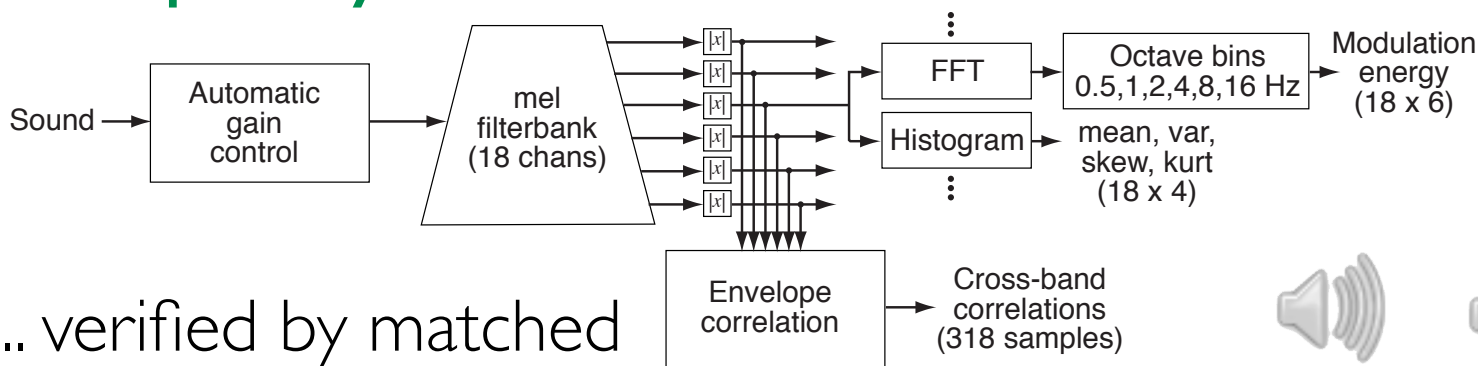 Sound
Automatic
gain
control
mel
filterbank
(18 chans)
|x|
|x|
|x|
|x|
|x|
|x|
FFT
Octave bins
0.5,1,2,4,8,16 Hz
Modulation
energy
(18 x 6)
Histogram
mean, var,
skew, kurt
(18 x 4)
Envelope
correlation
Cross-band
correlations
(318 samples)
.. verified by matched